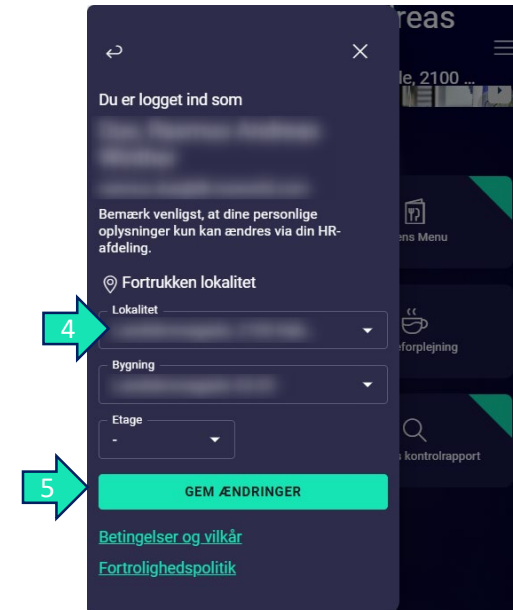 reas
le, 2100 ...
Du er logget ind som
Bemærk venligst, at dine personlige
oplysninger kun kan ændres via din HR-
afdeling.
Fortrukken lokalitet
Lokalitet
4
Bygning
Etage
-
5
GEM ÆNDRINGER
Betingelser og vilkår
Fortrolighedspolitik
ens Menu
eforplejning
kontrolrapport